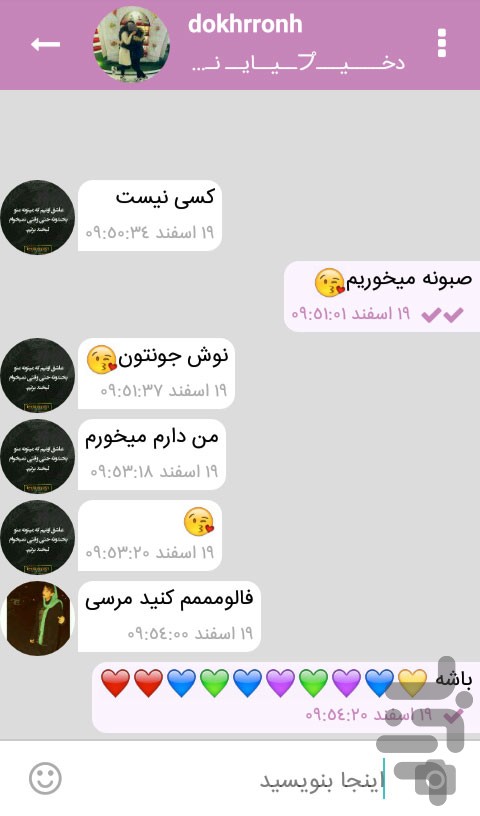 dokhrronh
کسی نیست
۱۹ اسفند ۰۹:۵۰:۳۴
صبونه میخوریم😘
۱۹ اسفند ۰۹:۵۱:۰۱
نوش جونتون😘
۱۹ اسفند ۰۹:۵۱:۳۷
من دارم میخورم
۱۹ اسفند ۰۹:۵۳:۱۸
😘
۱۹ اسفند ۰۹:۵۳:۲۰
فالومممم کنید مرسی
۱۹ اسفند ۰۹:۵۴:۰۰
باشه 💛💙💜💚💜💙💚💙❤❤
۱۹ اسفند ۰۹:۵۴:۲۰
اینجا بنویسید